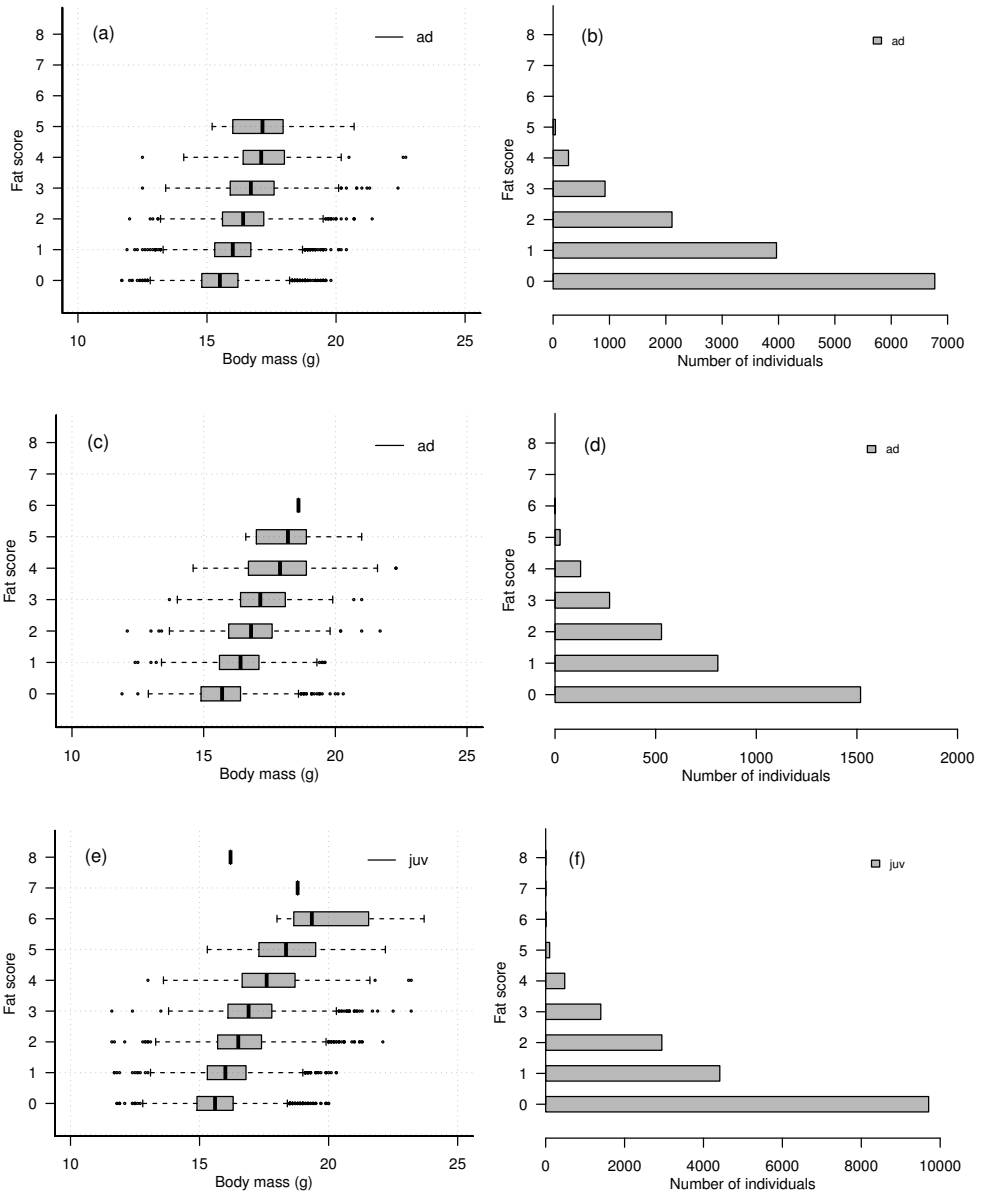 (a)
ad
8
7
6
5
4
3
2
1
0
Fat score
10 15 20 25
Body mass (g)
(b)
ad
8
7
6
5
4
3
2
1
0
Fat score
0 1000 2000 3000 4000 5000 6000 7000
Number of individuals
(c)
ad
8
7
6
5
4
3
2
1
0
Fat score
10 15 20 25
Body mass (g)
(d)
ad
8
7
6
5
4
3
2
1
0
Fat score
0 500 1000 1500 2000
Number of individuals
(e)
juv
8
7
6
5
4
3
2
1
0
Fat score
10 15 20 25
Body mass (g)
(f)
juv
8
7
6
5
4
3
2
1
0
Fat score
0 2000 4000 6000 8000 10000
Number of individuals